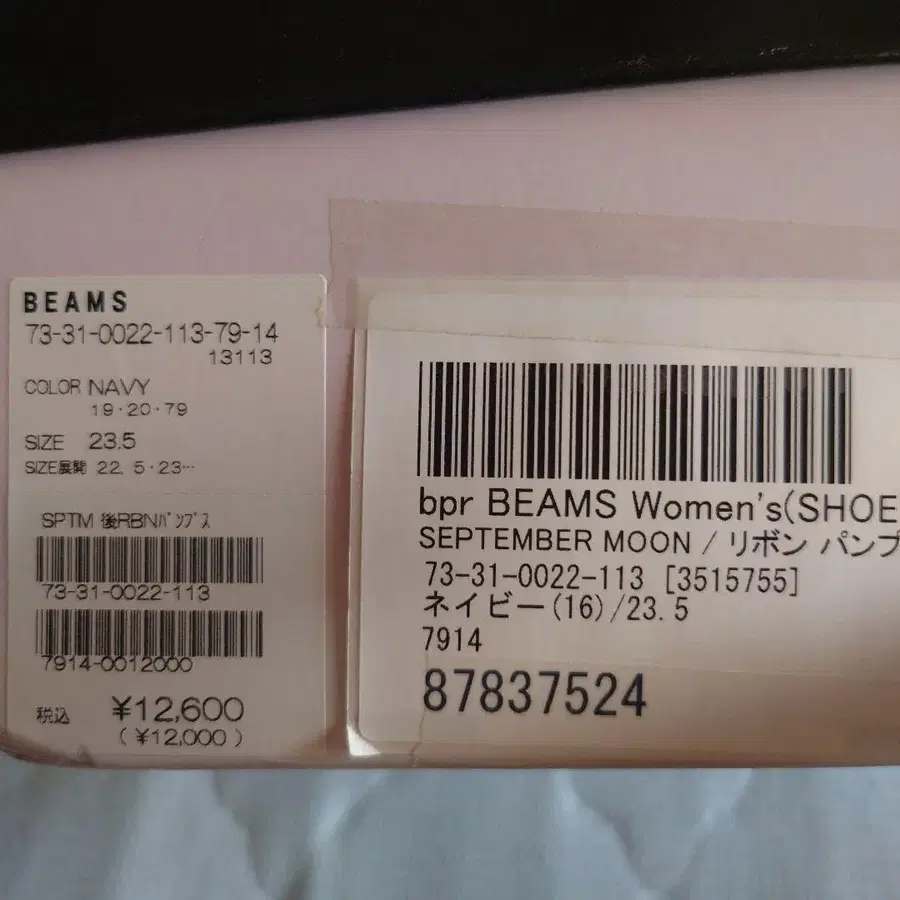 BEAMS
73-31-0022-113-79-14
13113
COLOR NAVY
19・20・79
SIZE 23.5
SIZE展開 22.5・23…
SPTM 後RBNﾊﾟﾝﾌﾟｽ
73-31-0022-113
7914-0012000
税込 ¥12,600
(¥12,000)
bpr BEAMS Women's(SHOE
SEPTEMBER MOON / リボン パンプ
73-31-0022-113 [3515755]
ネイビー(16)/23.5
7914
87837524